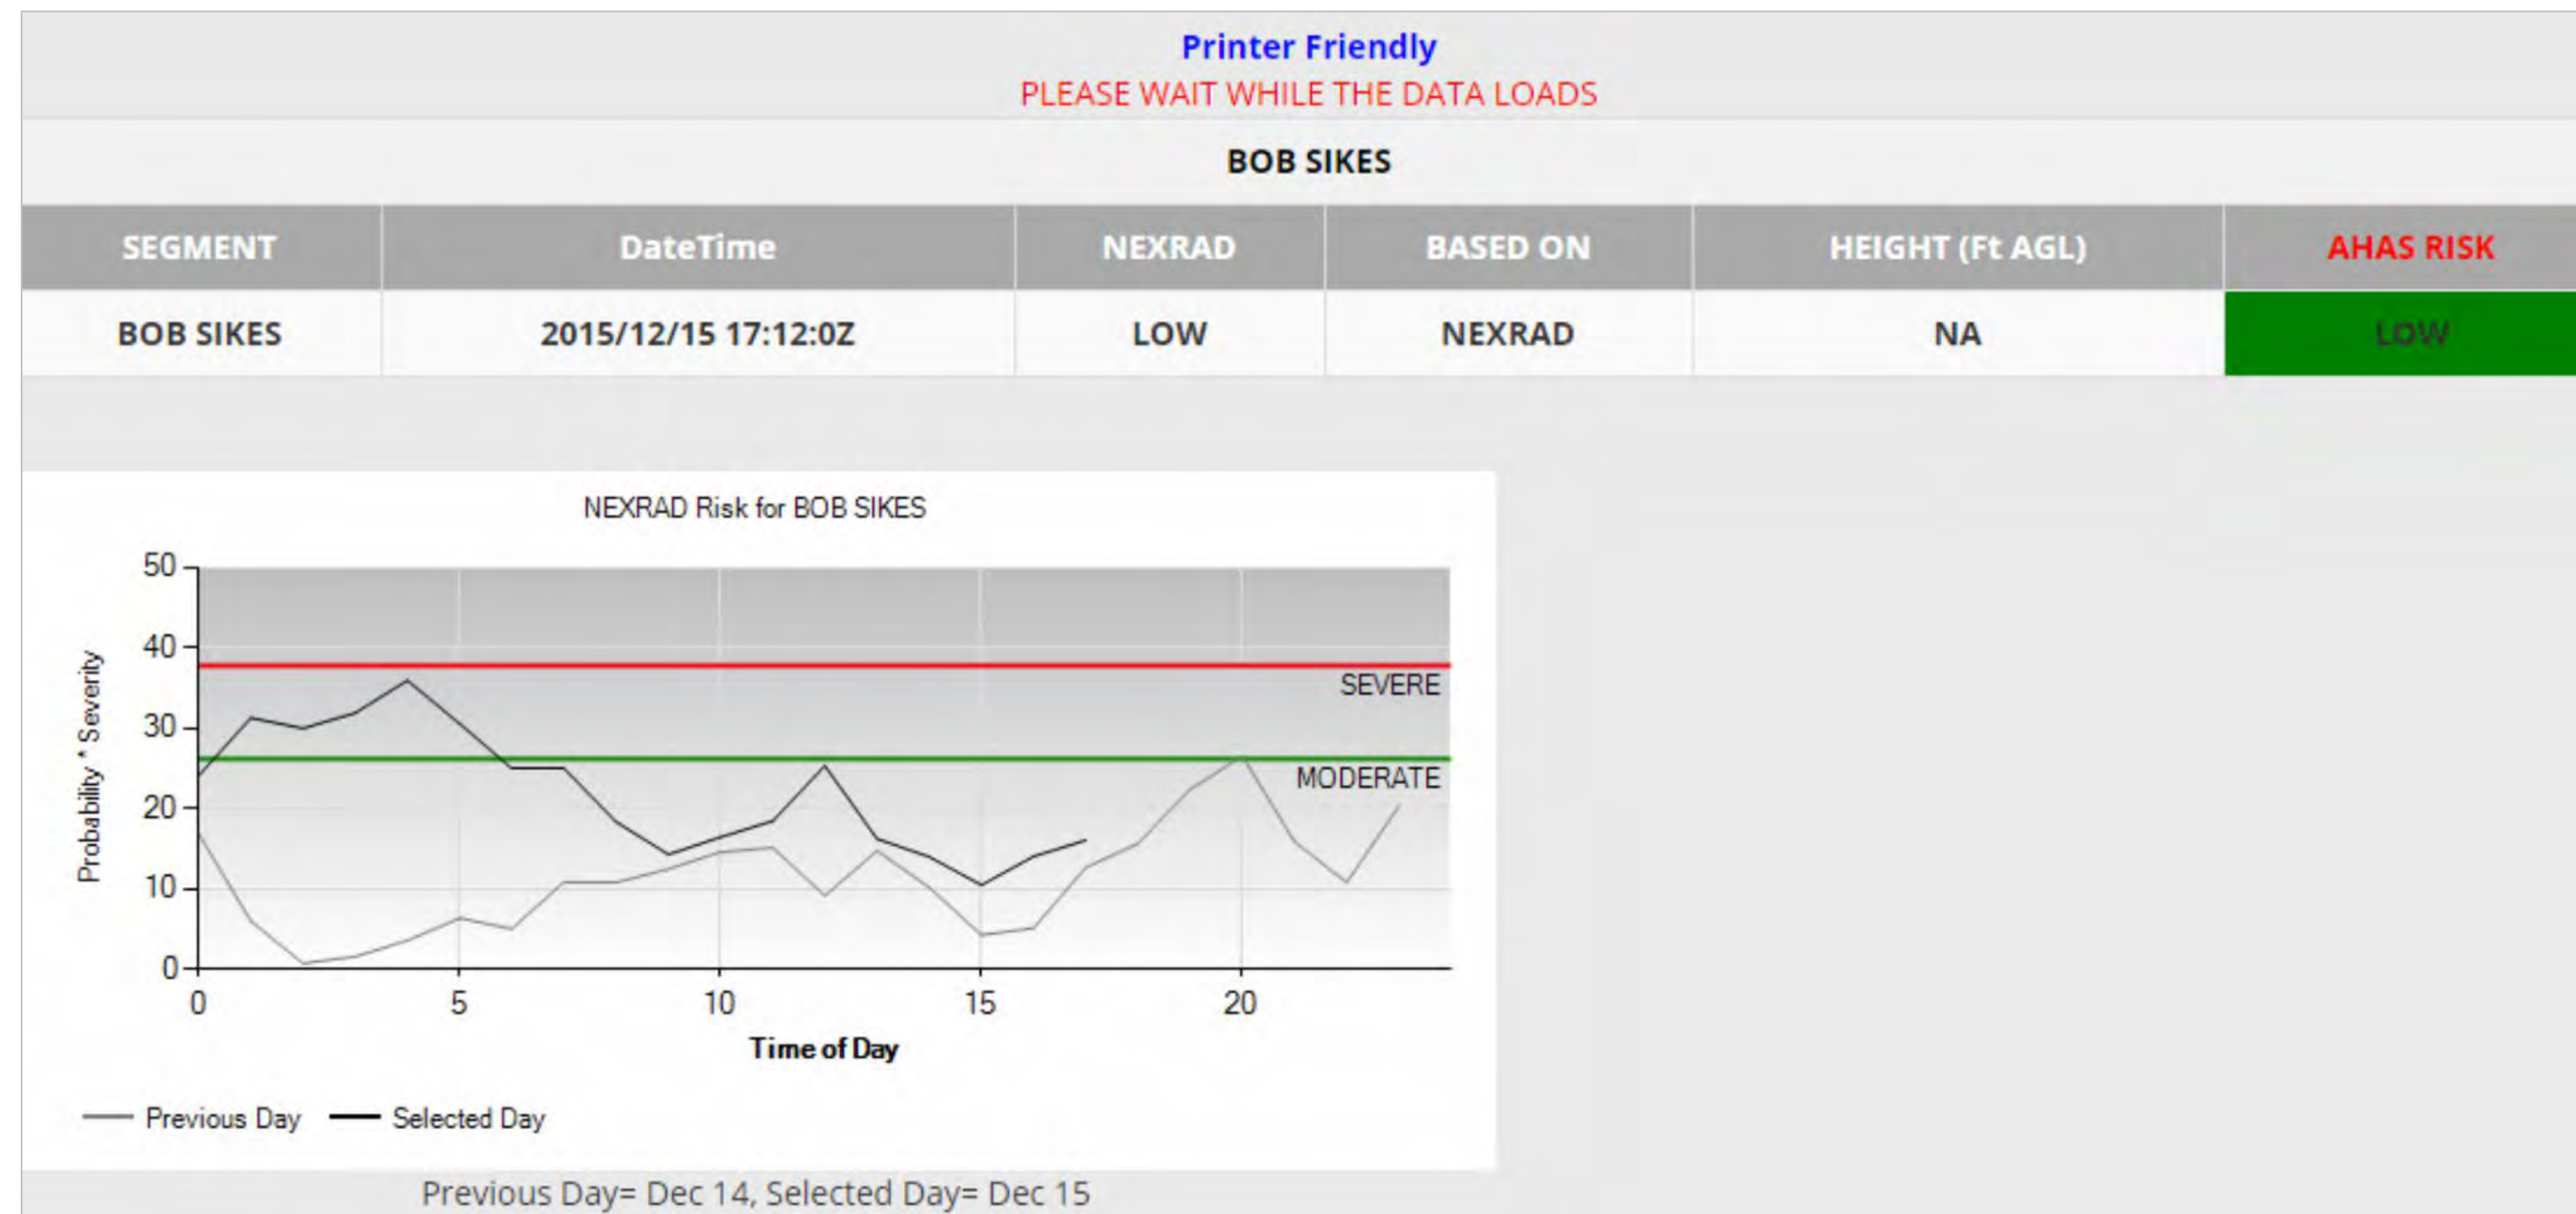 Printer Friendly
PLEASE WAIT WHILE THE DATA LOADS
BOB SIKES
SEGMENT DateTime NEXRAD BASED ON HEIGHT (Ft AGL) AHAS RISK
BOB SIKES 2015/12/15 17:12:0Z LOW NEXRAD NA LOW
NEXRAD Risk for BOB SIKES
50
40
SEVERE
30
MODERATE
20
10
0
Probability * Severity
0 5 10 15 20
Time of Day
Previous Day Selected Day
Previous Day= Dec 14, Selected Day= Dec 15